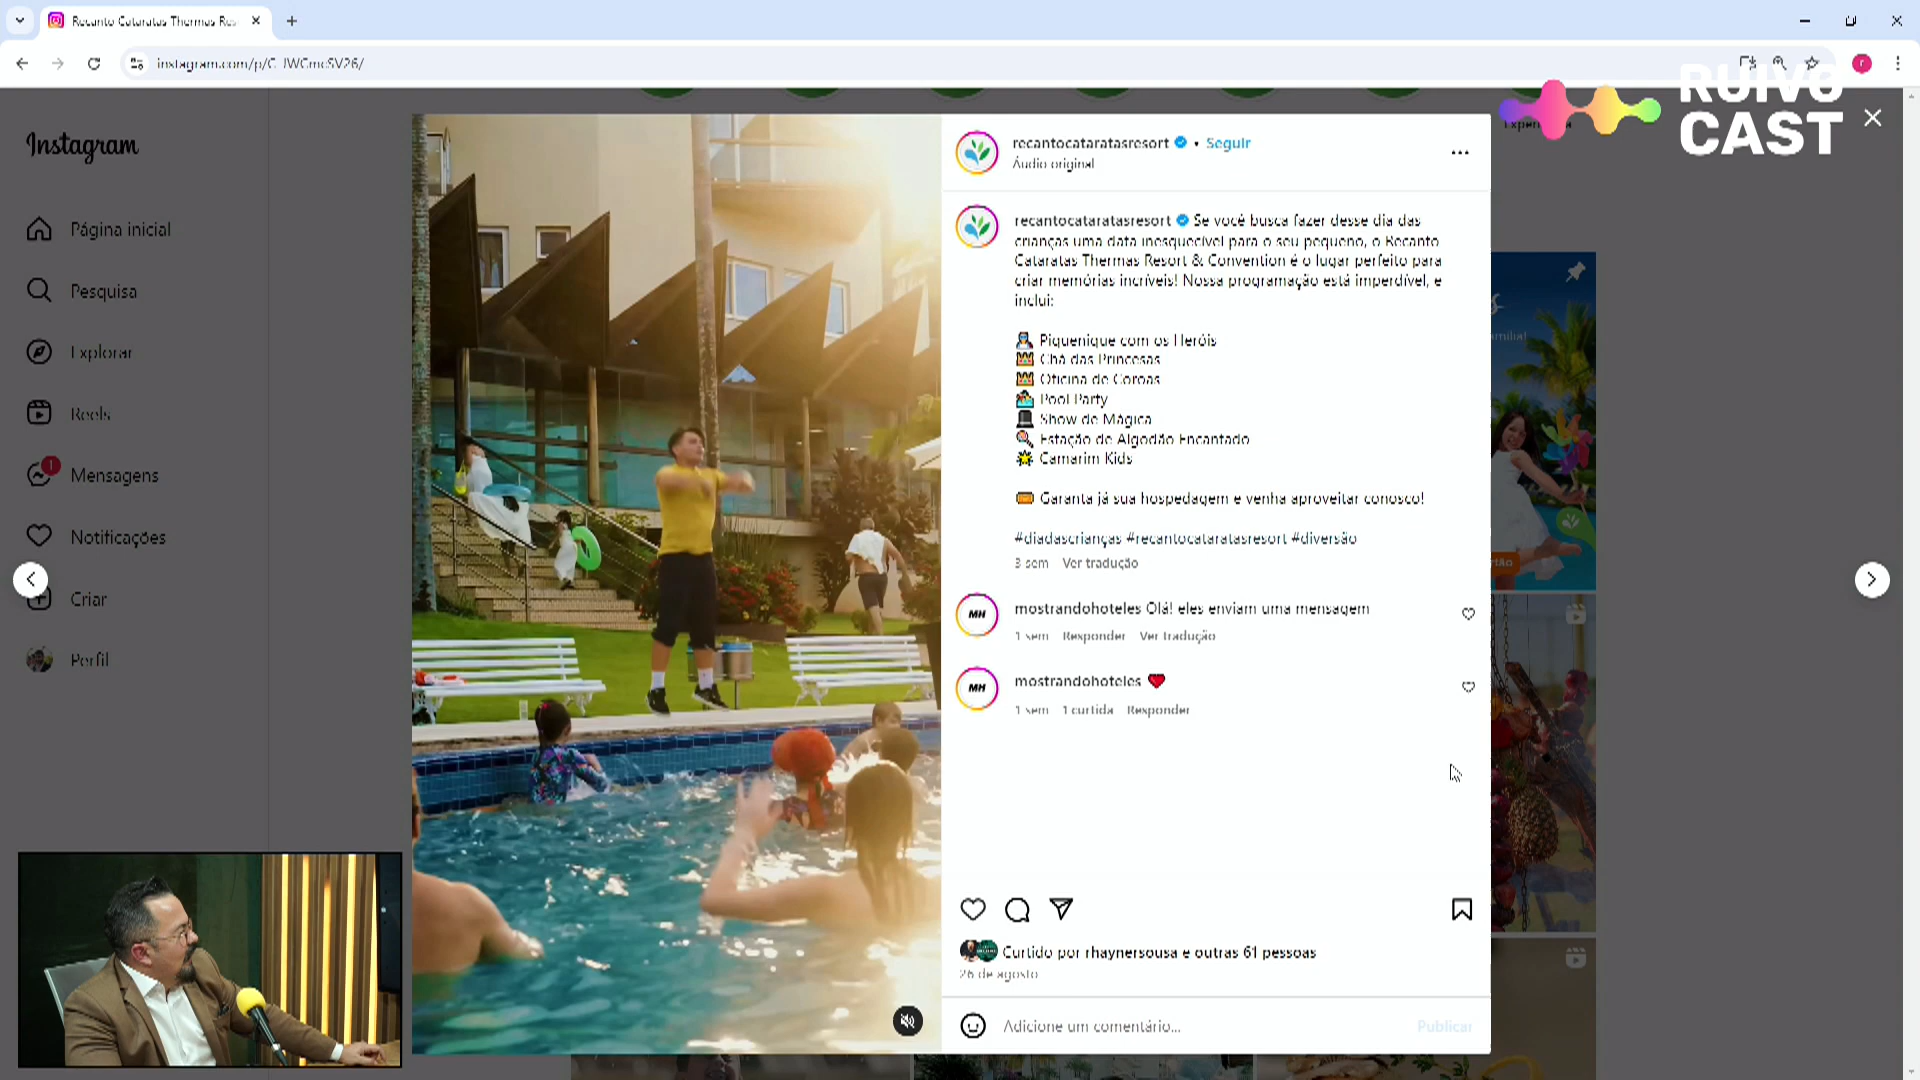 Recanto Cataratas Thermas Res
instagram.com/p/C_JWGmcSV26/
RUIVO
CAST
Instagram
Página inicial
Pesquisa
Explorar
Reels
1
Mensagens
Notificações
Criar
Perfil
recantocataratasresort • Seguir
Áudio original
recantocataratasresort Se você busca fazer desse dia das
crianças uma data inesquecível para o seu pequeno, o Recanto
Cataratas Thermas Resort & Convention é o lugar perfeito para
criar memórias incríveis! Nossa programação está imperdível, e
inclui:
Piquenique com os Heróis
Chá das Princesas
Oficina de Coroas
Pool Party
Show de Mágica
Estação de Algodão Encantado
Camarim Kids
Garanta já sua hospedagem e venha aproveitar conosco!
#diadascrianças #recantocataratasresort #diversão
3 sem Ver tradução
MH
mostrandohoteles Olá! eles enviam uma mensagem
1 sem Responder Ver tradução
MH
mostrandohoteles
1 sem 1 curtida Responder
Curtido por rhaynersousa e outras 61 pessoas
26 de agosto
Adicione um comentário...
Publicar